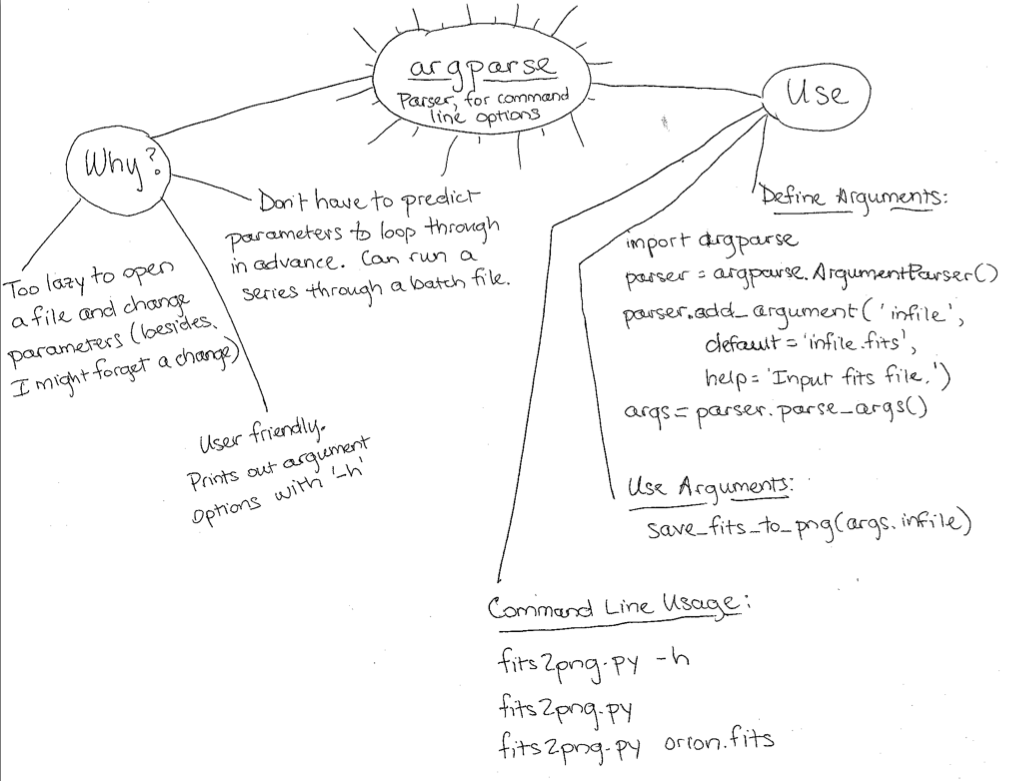 argparse
Parser, for command
line options
Why?
Too lazy to open
a file and change
parameters (besides,
I might forget a change)
User friendly.
Prints out argument
options with '-h'
Don't have to predict
parameters to loop through
in advance. Can run a
series through a batch file.
Use
Define Arguments:
import argparse
parser = argparse.ArgumentParser()
parser.add_argument('infile',
default='infile.fits',
help='Input fits file.')
args=parser.parse_args()
Use Arguments:
save_fits_to_png(args.infile)
Command Line Usage:
fits2png.py -h
fits2png.py
fits2png.py orion.fits